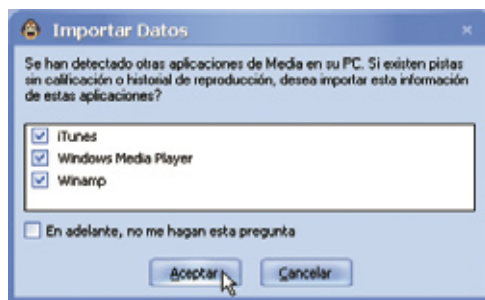 Importar Datos
Se han detectado otras aplicaciones de Media en su PC. Si existen pistas
sin calificación o historial de reproducción, desea importar esta información
de estas aplicaciones?
iTunes
Windows Media Player
Winamp
En adelante, no me hagan esta pregunta
Aceptar
Cancelar